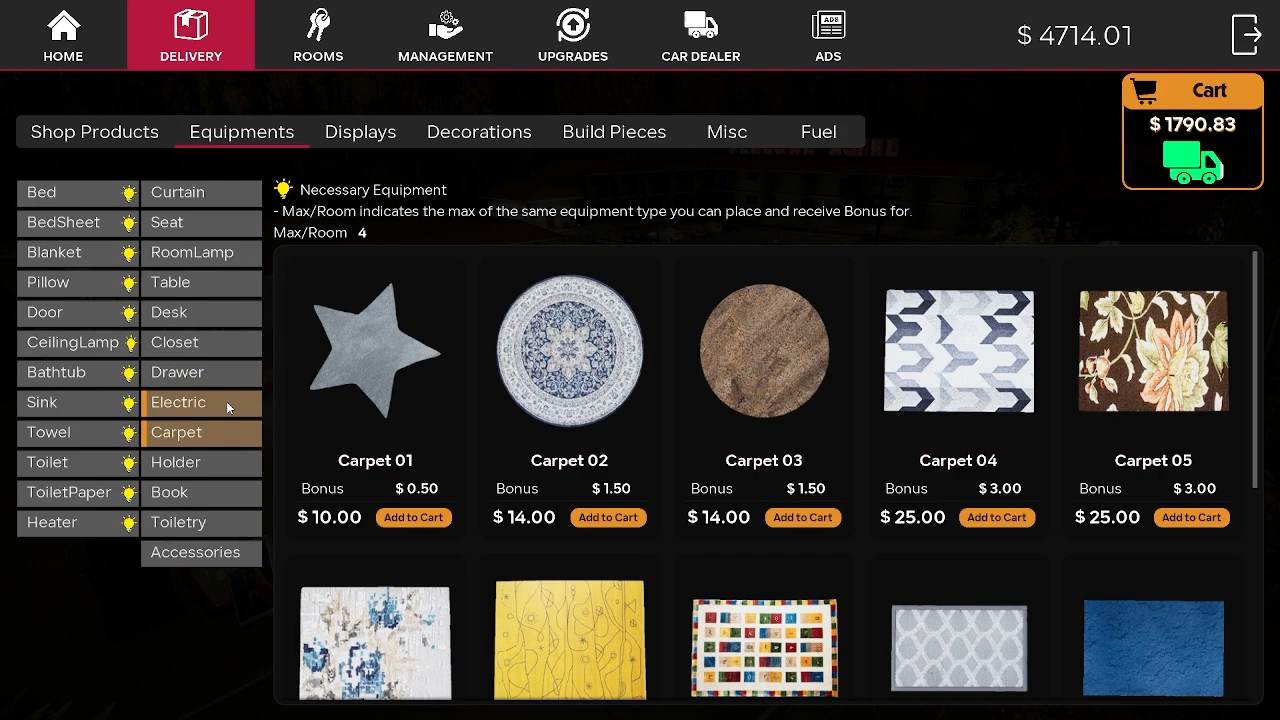 HOME
DELIVERY
ROOMS
MANAGEMENT
UPGRADES
CAR DEALER
ADS
ADS
$ 4714.01
Cart
$ 1790.83
Shop Products
Equipments
Displays
Decorations
Build Pieces
Misc
Fuel
Bed
BedSheet
Blanket
Pillow
Door
CeilingLamp
Bathtub
Sink
Towel
Toilet
ToiletPaper
Heater
Curtain
Seat
RoomLamp
Table
Desk
Closet
Drawer
Electric
Carpet
Holder
Book
Toiletry
Accessories
Necessary Equipment
- Max/Room indicates the max of the same equipment type you can place and receive Bonus for.
Max/Room 4
Carpet 01
Bonus $ 0.50
$ 10.00 Add to Cart
Carpet 02
Bonus $ 1.50
$ 14.00 Add to Cart
Carpet 03
Bonus $ 1.50
$ 14.00 Add to Cart
Carpet 04
Bonus $ 3.00
$ 25.00 Add to Cart
Carpet 05
Bonus $ 3.00
$ 25.00 Add to Cart